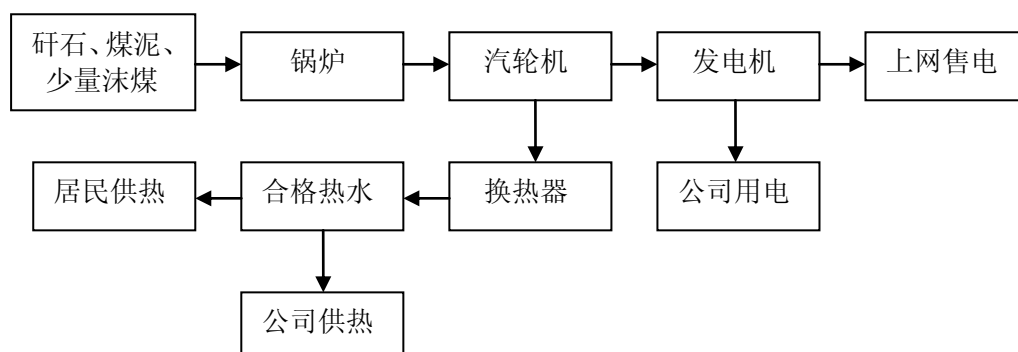 矸石、煤泥、
少量沫煤
锅炉
汽轮机
发电机
上网售电
居民供热
合格热水
换热器
公司用电
公司供热